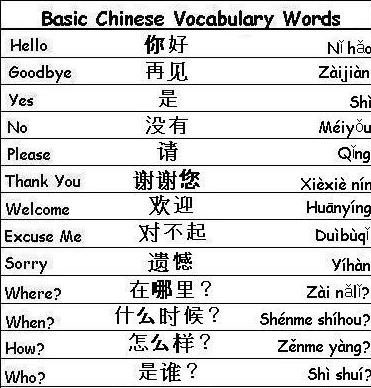 Basic Chinese Vocabulary Words
Hello 你好 Nǐ hǎo
Goodbye 再见 Zàijiàn
Yes 是 Shì
No 没有 Méiyǒu
Please 请 Qǐng
Thank You 谢谢您 Xièxiè nín
Welcome 欢迎 Huānyíng
Excuse Me 对不起 Duìbùqǐ
Sorry 遗憾 Yíhàn
Where? 在哪里？ Zài nǎlǐ?
When? 什么时候？ Shénme shíhou?
How? 怎么样？ Zěnme yàng?
Who? 是谁？ Shì shuí?